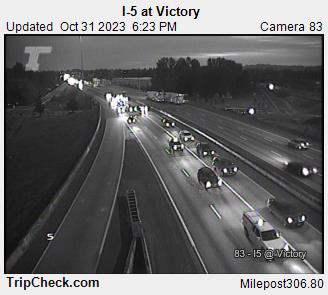 I-5 at Victory
Updated Oct 31 2023 6:23 PM
Camera 83
S
83 - I5 @ Victory
TripCheck.com
Milepost306.80